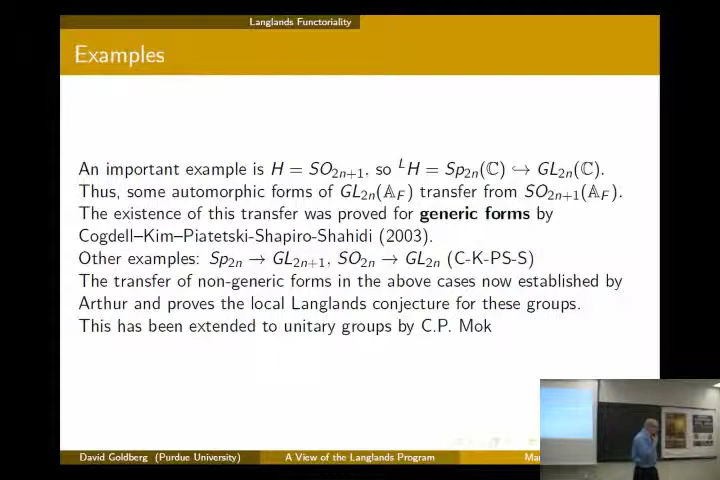 Langlands Functoriality
Examples
An important example is H = SO₂ₙ₊₁, so ᴸH = Sp₂ₙ(ℂ) ↪ GL₂ₙ(ℂ).
Thus, some automorphic forms of GL₂ₙ(𝔸_F) transfer from SO₂ₙ₊₁(𝔸_F).
The existence of this transfer was proved for generic forms by
Cogdell–Kim–Piatetski-Shapiro-Shahidi (2003).
Other examples: Sp₂ₙ → GL₂ₙ₊₁, SO₂ₙ → GL₂ₙ (C-K-PS-S)
The transfer of non-generic forms in the above cases now established by
Arthur and proves the local Langlands conjecture for these groups.
This has been extended to unitary groups by C.P. Mok
David Goldberg (Purdue University) A View of the Langlands Program